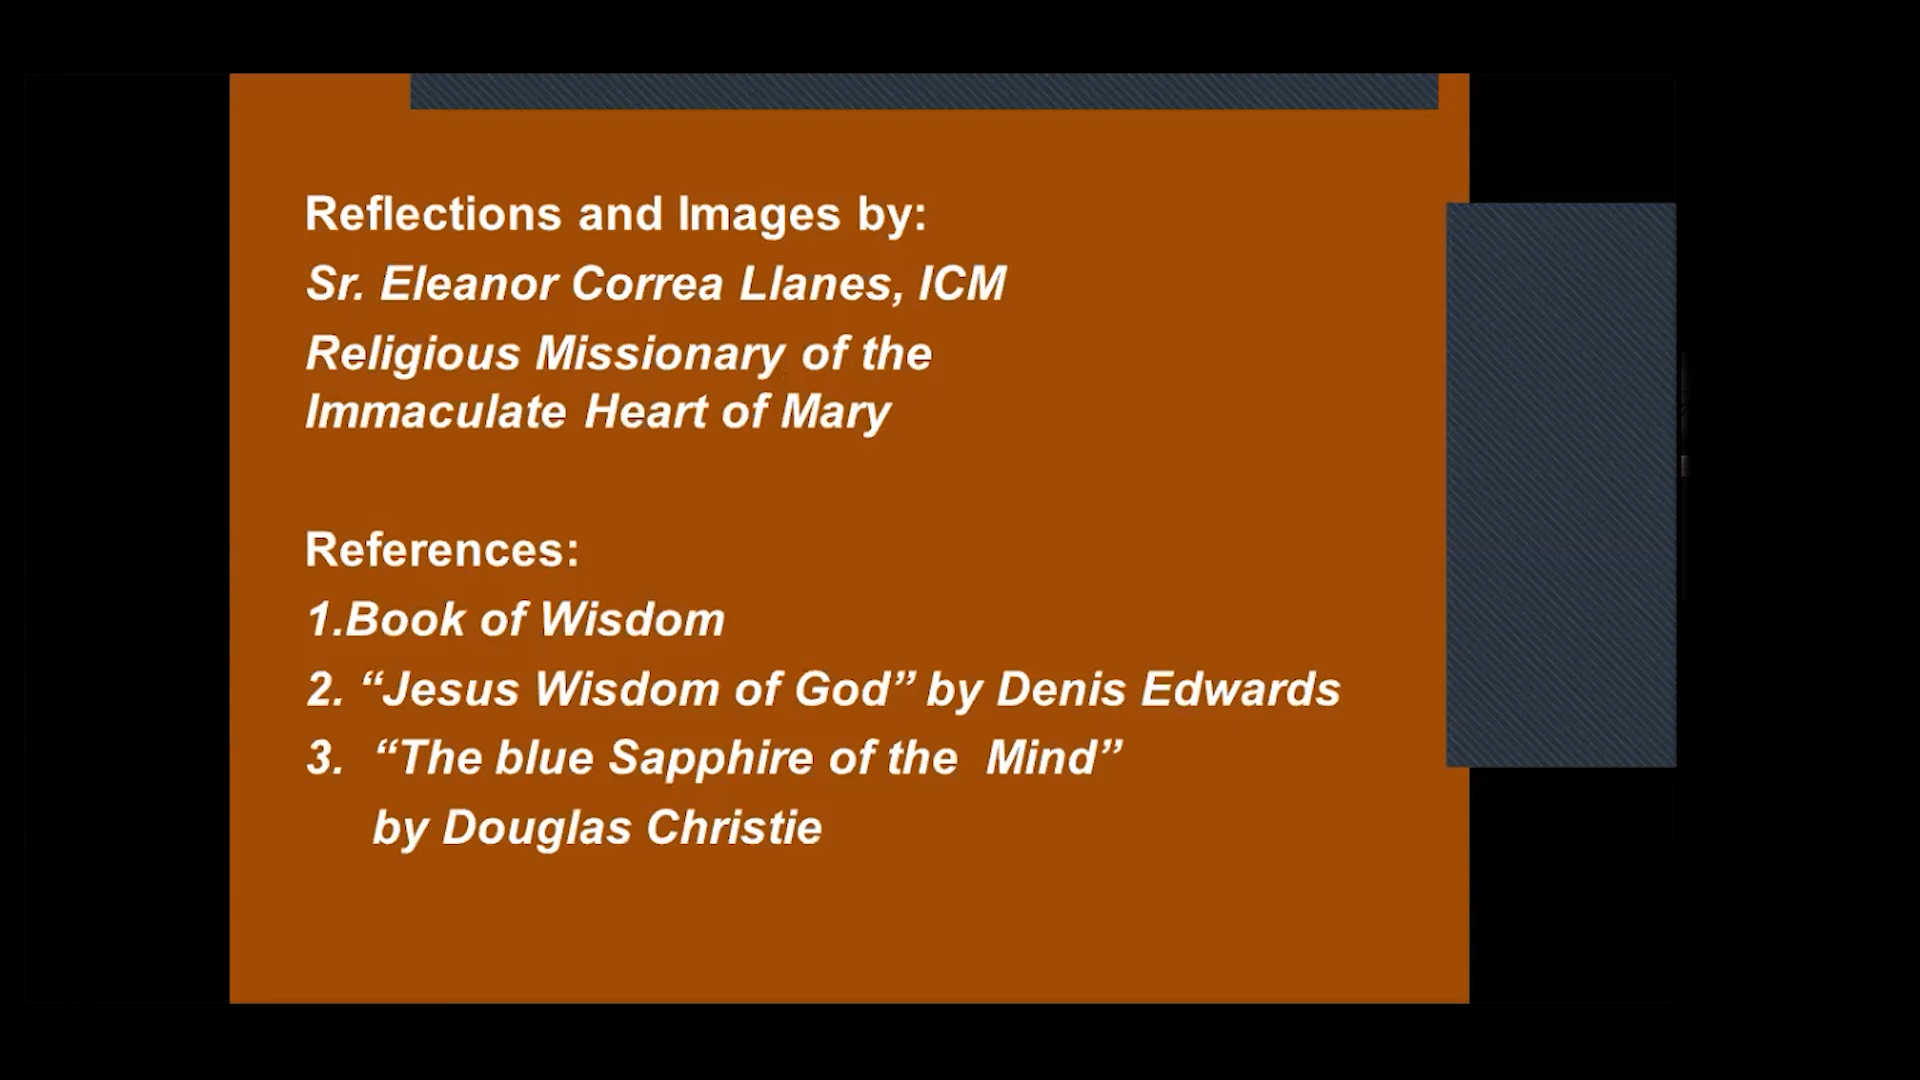 Reflections and Images by:
Sr. Eleanor Correa Llanes, ICM
Religious Missionary of the
Immaculate Heart of Mary
References:
1.Book of Wisdom
2. “Jesus Wisdom of God” by Denis Edwards
3. “The blue Sapphire of the Mind”
by Douglas Christie